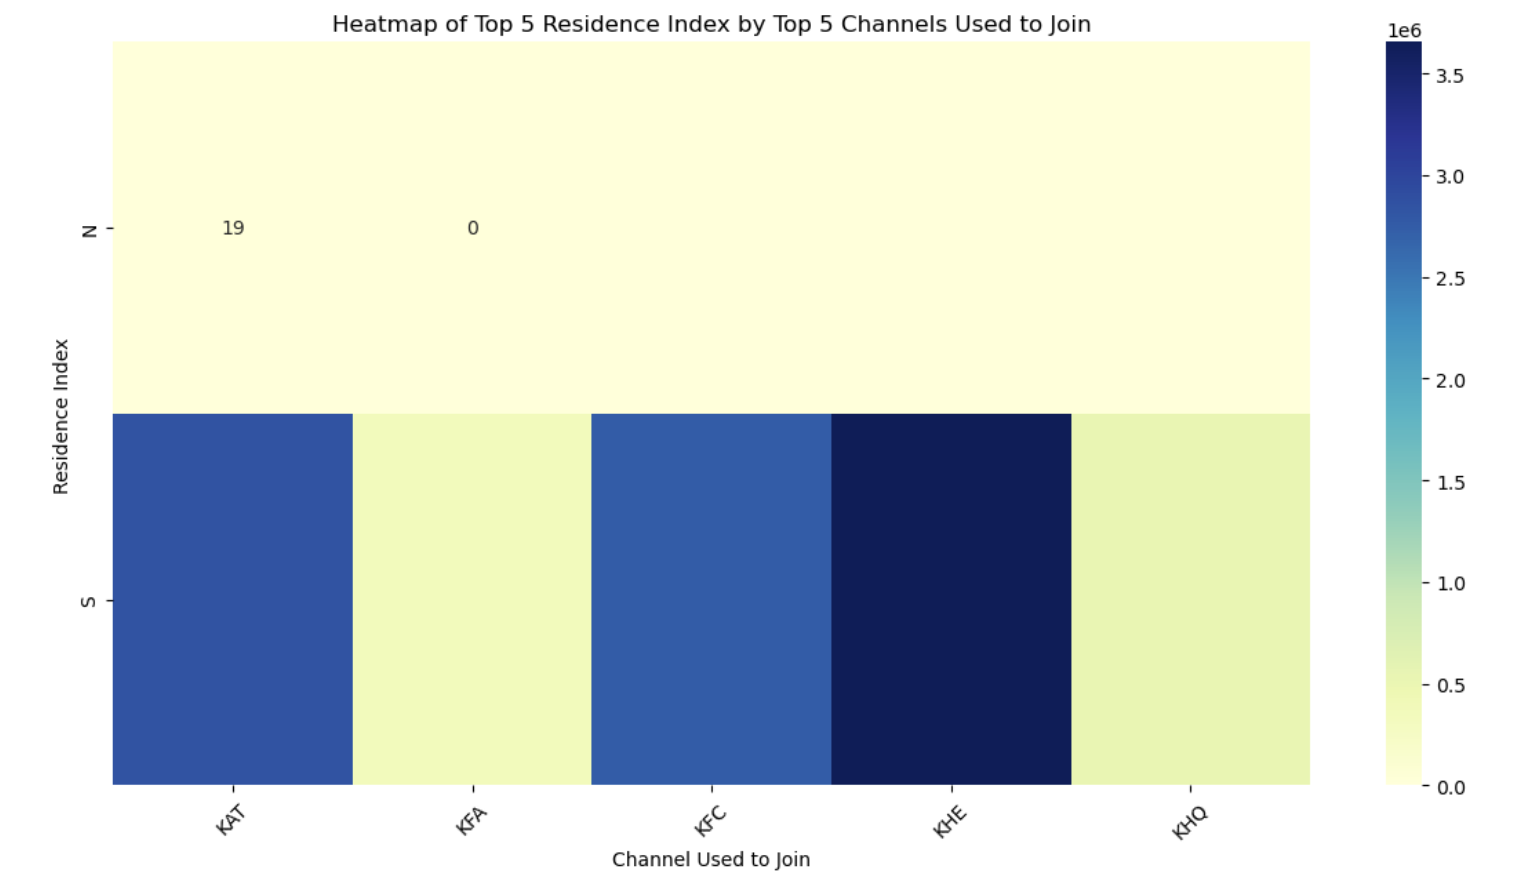 Heatmap of Top 5 Residence Index by Top 5 Channels Used to Join
1e6
3.5
3.0
2.5
2.0
1.5
1.0
0.5
0.0
Residence Index
N
S
19 0
KAT KFA KFC KHE KHQ
Channel Used to Join